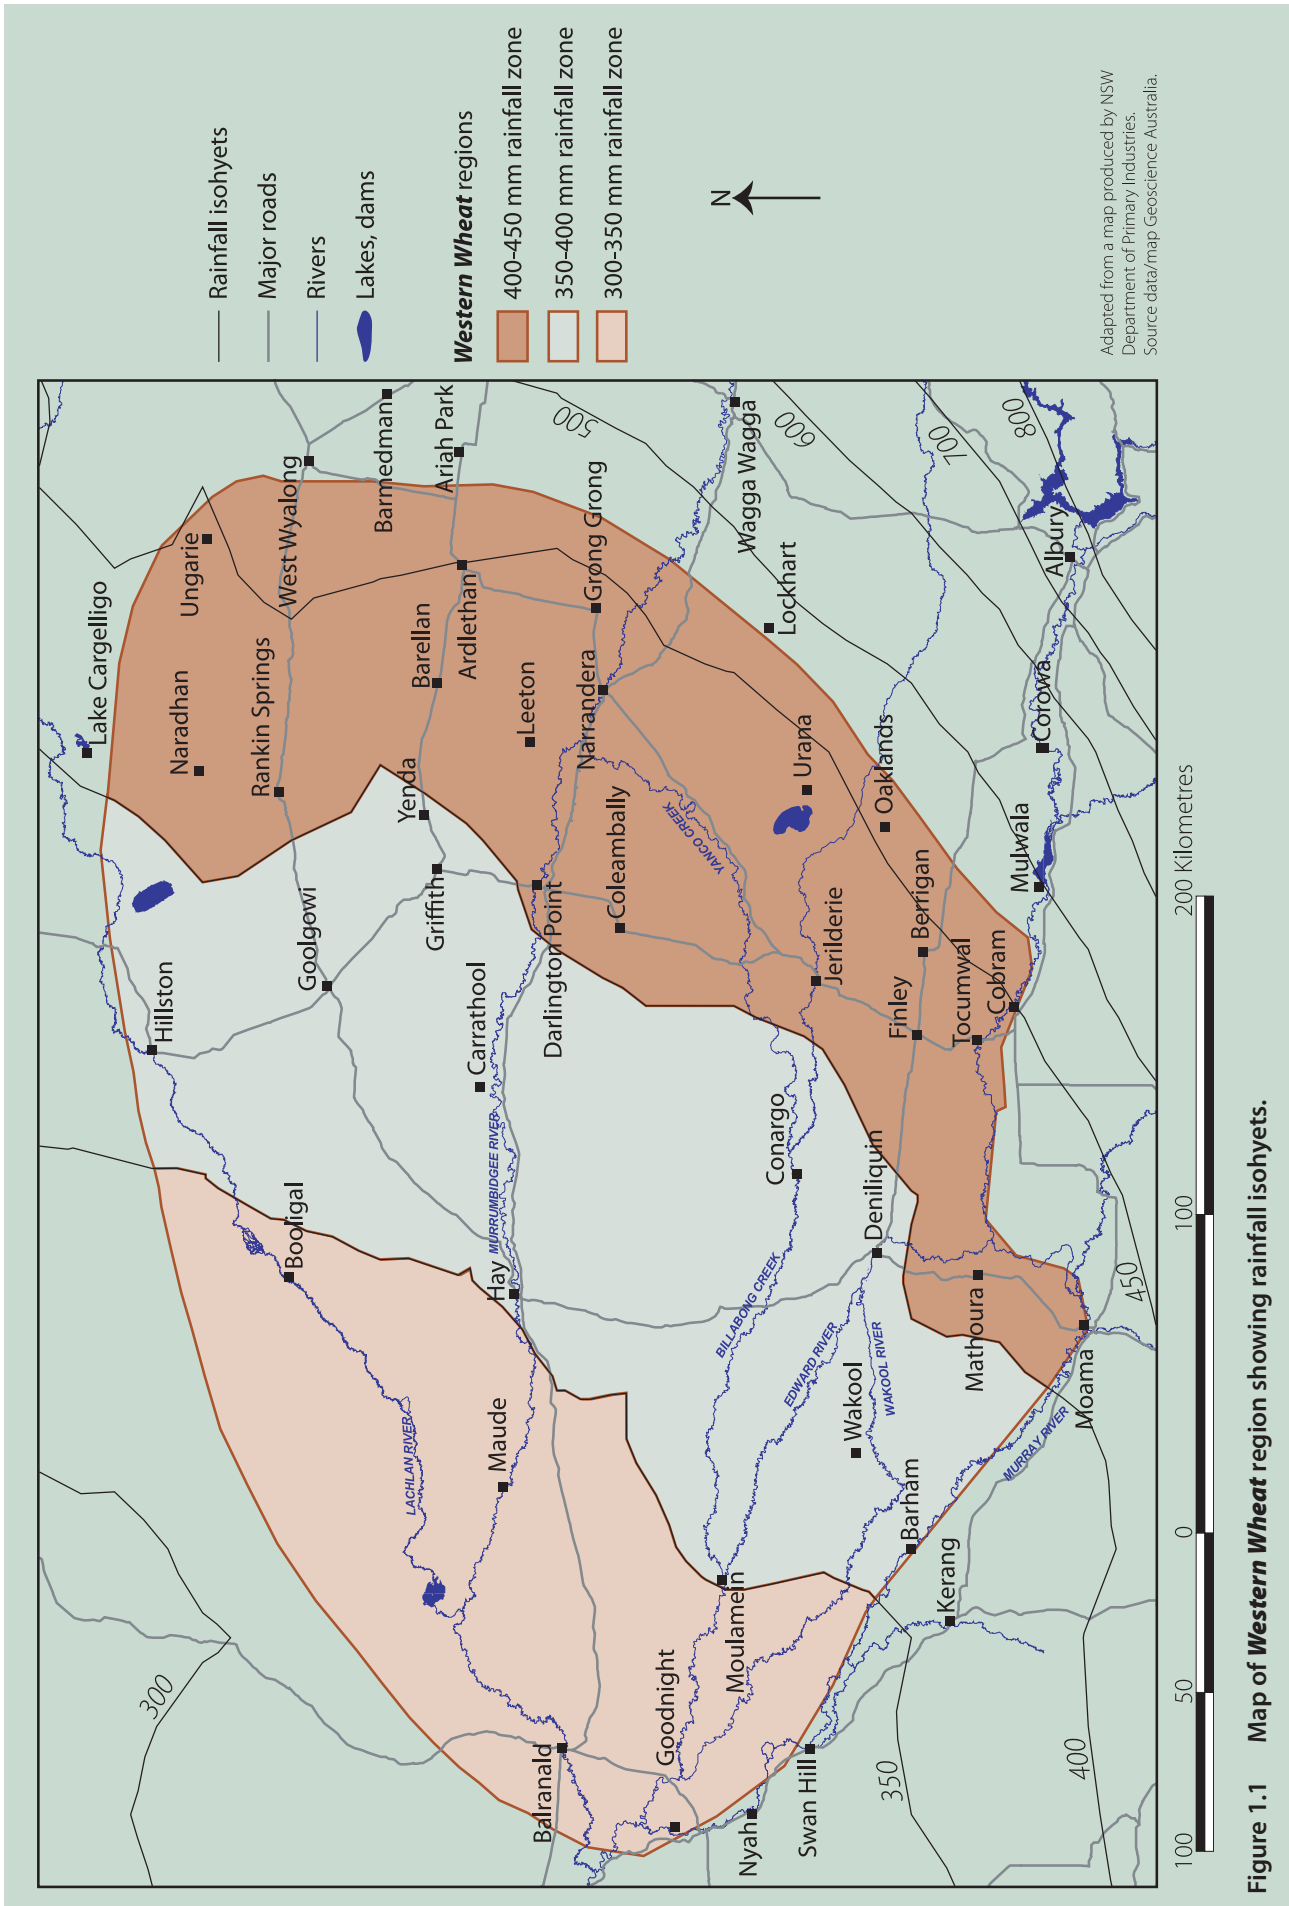 Rainfall isohyets
Major roads
Rivers
Lakes, dams
Western Wheat regions
400-450 mm rainfall zone
350-400 mm rainfall zone
300-350 mm rainfall zone
N
Adapted from a map produced by NSW
Department of Primary Industries.
Source data/map Geoscience Australia.
Lake Cargelligo
Ungarie
Naradhan
West Wyalong
Rankin Springs
Barmedman
Ariah Park
Barellan
Ardlethan
Yenda
Leeton
Grong Grong
Narrandera
Wagga Wagga
Lockhart
Hillston
Goolgowi
Griffith
Carrathool
Darlington Point
Coleambally
YANCO CREEK
Urana
Oaklands
Jerilderie
Berrigan
Finley
Tocumwal
Cobram
Mulwala
Corowa
Albury
500
600
700
800
Booligal
Hay
MURRUMBIDGEE RIVER
Conargo
Deniliquin
BILLABONG CREEK
EDWARD RIVER
WAKOOL RIVER
Wakool
Mathoura
Moama
MURRAY RIVER
450
LACHLAN RIVER
Maude
Moulamein
Barham
Kerang
Balranald
Goodnight
Nyah
Swan Hill
300
350
400
100
50
0
100
200 Kilometres
Figure 1.1 Map of Western Wheat region showing rainfall isohyets.